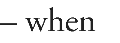 – when